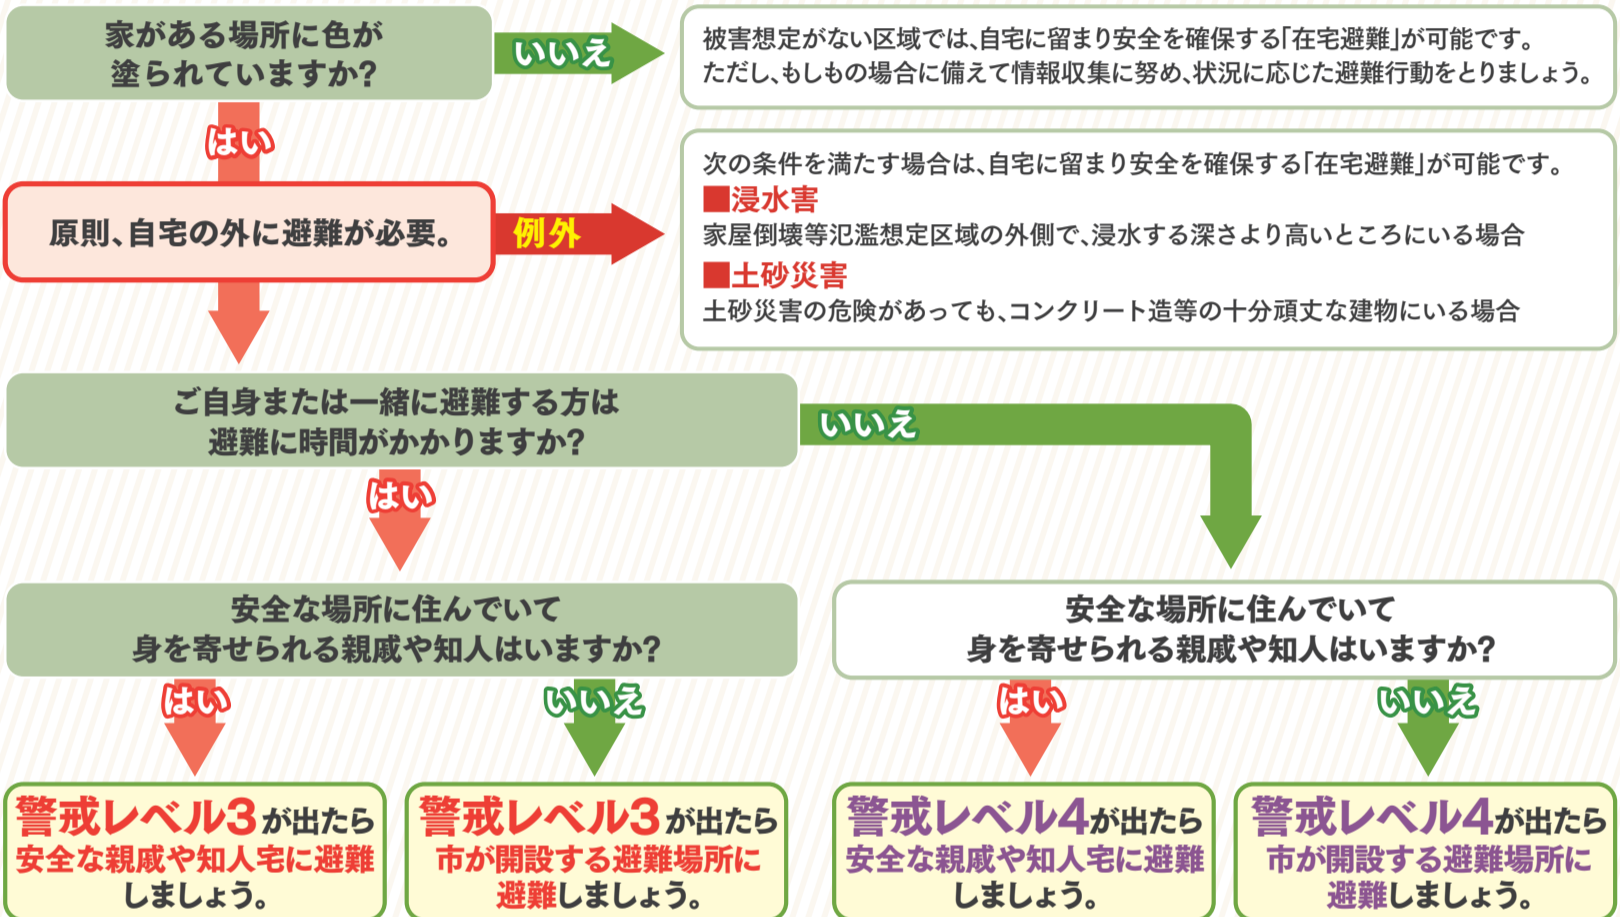 家がある場所に色が
塗られていますか?
いいえ
被害想定がない区域では、自宅に留まり安全を確保する「在宅避難」が可能です。
ただし、もしもの場合に備えて情報収集に努め、状況に応じた避難行動をとりましょう。
はい
原則、自宅の外に避難が必要。
例外
次の条件を満たす場合は、自宅に留まり安全を確保する「在宅避難」が可能です。
■浸水害
家屋倒壊等氾濫想定区域の外側で、浸水する深さより高いところにいる場合
■土砂災害
土砂災害の危険があっても、コンクリート造等の十分頑丈な建物にいる場合
ご自身または一緒に避難する方は
避難に時間がかかりますか?
いいえ
はい
安全な場所に住んでいて
身を寄せられる親戚や知人はいますか?
安全な場所に住んでいて
身を寄せられる親戚や知人はいますか?
はい
いいえ
はい
いいえ
警戒レベル3が出たら
安全な親戚や知人宅に避難
しましょう。
警戒レベル3が出たら
市が開設する避難場所に
避難しましょう。
警戒レベル4が出たら
安全な親戚や知人宅に避難
しましょう。
警戒レベル4が出たら
市が開設する避難場所に
避難しましょう。